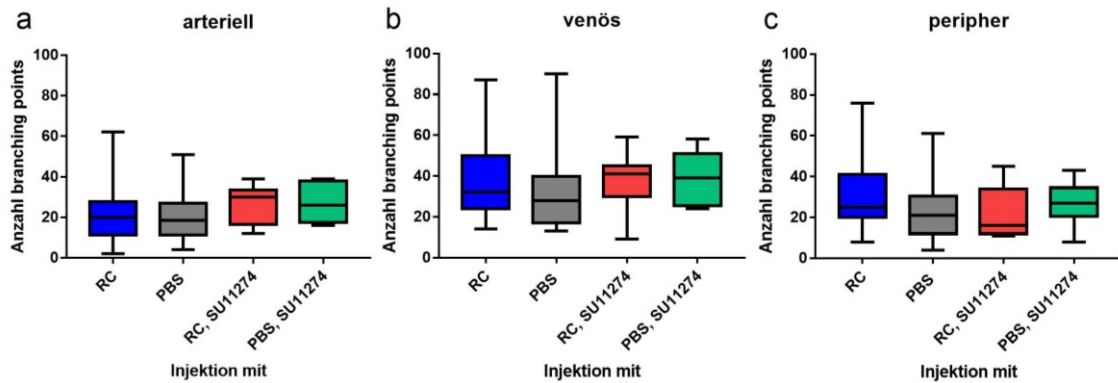 a
arteriell
Anzahl branching points
100
80
60
40
20
0
RC
PBS
RC, SU11274
PBS, SU11274
Injektion mit
b
venös
Anzahl branching points
100
80
60
40
20
0
RC
PBS
RC, SU11274
PBS, SU11274
Injektion mit
c
peripher
Anzahl branching points
100
80
60
40
20
0
RC
PBS
RC, SU11274
PBS, SU11274
Injektion mit